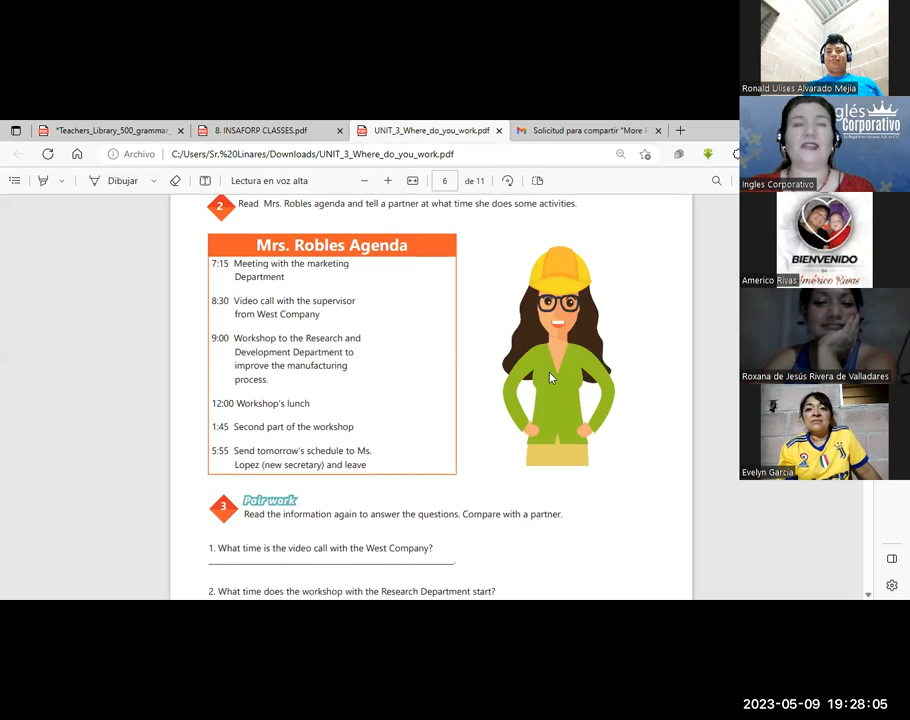 *Teachers_Library_500_grammar_
8. INSAFORP CLASSES.pdf
UNIT_3_Where_do_you_work.pdf
Solicitud para compartir "More F
Archivo
C:/Users/Sr.%20Linares/Downloads/UNIT_3_Where_do_you_work.pdf
Dibujar
Lectura en voz alta
6
de 11
2
Read Mrs. Robles agenda and tell a partner at what time she does some activities.
Mrs. Robles Agenda
7:15 Meeting with the marketing
Department
8:30 Video call with the supervisor
from West Company
9:00 Workshop to the Research and
Development Department to
improve the manufacturing
process.
12:00 Workshop's lunch
1:45 Second part of the workshop
5:55 Send tomorrow's schedule to Ms.
Lopez (new secretary) and leave
3
Pair work
Read the information again to answer the questions. Compare with a partner.
1. What time is the video call with the West Company?
2. What time does the workshop with the Research Department start?
Ronald Ulises Alvarado Mejia
glés
Corporativo
Ingles Corporativo
BIENVENIDO
Américo Rivas
Americo Rivas
Roxana de Jesús Rivera de Valladares
Evelyn Garcia
2023-05-09 19:28:05